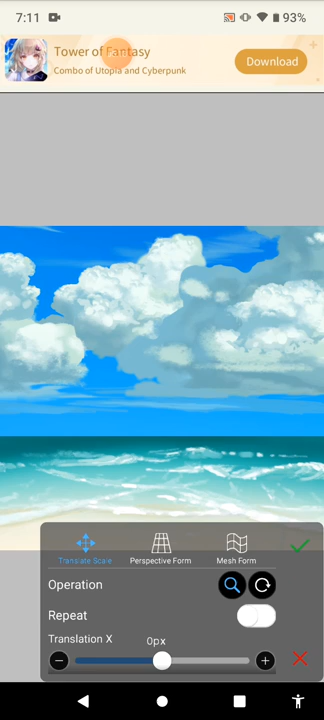 7:11
93%
Tower of Fantasy
Combo of Utopia and Cyberpunk
Download
Translate Scale
Perspective Form
Mesh Form
Operation
Repeat
Translation X
0px